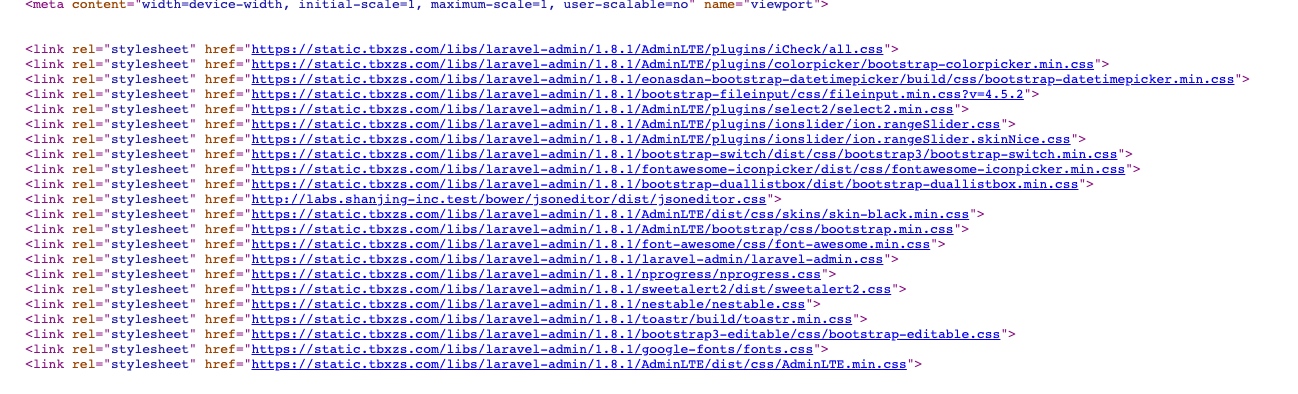 <meta content="width=device-width, initial-scale=1, maximum-scale=1, user-scalable=no" name="viewport">
<link rel="stylesheet" href="https://static.tbxzs.com/libs/laravel-admin/1.8.1/AdminLTE/plugins/iCheck/all.css">
<link rel="stylesheet" href="https://static.tbxzs.com/libs/laravel-admin/1.8.1/AdminLTE/plugins/colorpicker/bootstrap-colorpicker.min.css">
<link rel="stylesheet" href="https://static.tbxzs.com/libs/laravel-admin/1.8.1/eonasdan-bootstrap-datetimepicker/build/css/bootstrap-datetimepicker.min.css">
<link rel="stylesheet" href="https://static.tbxzs.com/libs/laravel-admin/1.8.1/bootstrap-fileinput/css/fileinput.min.css?v=4.5.2">
<link rel="stylesheet" href="https://static.tbxzs.com/libs/laravel-admin/1.8.1/AdminLTE/plugins/select2/select2.min.css">
<link rel="stylesheet" href="https://static.tbxzs.com/libs/laravel-admin/1.8.1/AdminLTE/plugins/ionslider/ion.rangeSlider.css">
<link rel="stylesheet" href="https://static.tbxzs.com/libs/laravel-admin/1.8.1/AdminLTE/plugins/ionslider/ion.rangeSlider.skinNice.css">
<link rel="stylesheet" href="https://static.tbxzs.com/libs/laravel-admin/1.8.1/bootstrap-switch/dist/css/bootstrap3/bootstrap-switch.min.css">
<link rel="stylesheet" href="https://static.tbxzs.com/libs/laravel-admin/1.8.1/fontawesome-iconpicker/dist/css/fontawesome-iconpicker.min.css">
<link rel="stylesheet" href="https://static.tbxzs.com/libs/laravel-admin/1.8.1/bootstrap-duallistbox/dist/bootstrap-duallistbox.min.css">
<link rel="stylesheet" href="http://labs.shanjing-inc.test/bower/jsoneditor/dist/jsoneditor.css">
<link rel="stylesheet" href="https://static.tbxzs.com/libs/laravel-admin/1.8.1/AdminLTE/dist/css/skins/skin-black.min.css">
<link rel="stylesheet" href="https://static.tbxzs.com/libs/laravel-admin/1.8.1/AdminLTE/bootstrap/css/bootstrap.min.css">
<link rel="stylesheet" href="https://static.tbxzs.com/libs/laravel-admin/1.8.1/font-awesome/css/font-awesome.min.css">
<link rel="stylesheet" href="https://static.tbxzs.com/libs/laravel-admin/1.8.1/laravel-admin/laravel-admin.css">
<link rel="stylesheet" href="https://static.tbxzs.com/libs/laravel-admin/1.8.1/nprogress/nprogress.css">
<link rel="stylesheet" href="https://static.tbxzs.com/libs/laravel-admin/1.8.1/sweetalert2/dist/sweetalert2.css">
<link rel="stylesheet" href="https://static.tbxzs.com/libs/laravel-admin/1.8.1/nestable/nestable.css">
<link rel="stylesheet" href="https://static.tbxzs.com/libs/laravel-admin/1.8.1/toastr/build/toastr.min.css">
<link rel="stylesheet" href="https://static.tbxzs.com/libs/laravel-admin/1.8.1/bootstrap3-editable/css/bootstrap-editable.css">
<link rel="stylesheet" href="https://static.tbxzs.com/libs/laravel-admin/1.8.1/google-fonts/fonts.css">
<link rel="stylesheet" href="https://static.tbxzs.com/libs/laravel-admin/1.8.1/AdminLTE/dist/css/AdminLTE.min.css">